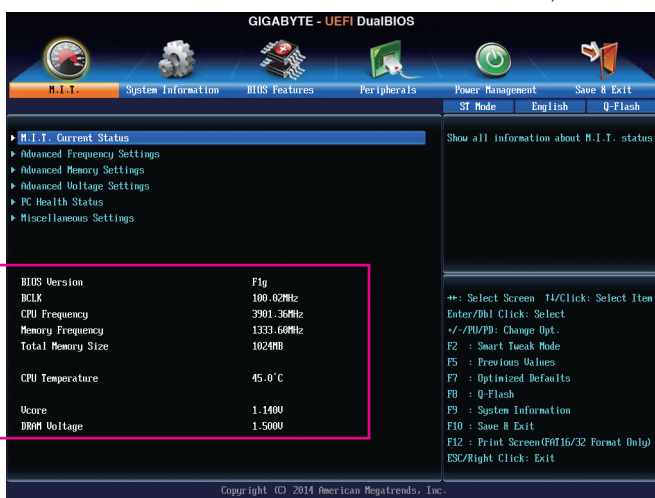 GIGABYTE - UEFI DualBIOS
M.I.T.
System Information
BIOS Features
Peripherals
Power Management
Save & Exit
ST Mode
English
Q-Flash
M.I.T. Current Status
Advanced Frequency Settings
Advanced Memory Settings
Advanced Voltage Settings
PC Health Status
Miscellaneous Settings
Show all information about M.I.T. status
BIOS Version F1g
BCLK 100.02MHz
CPU Frequency 3901.36MHz
Memory Frequency 1333.60MHz
Total Memory Size 1024MB
CPU Temperature 45.0°C
Vcore 1.140V
DRAM Voltage 1.500V
→←: Select Screen ↑↓/Click: Select Item
Enter/Dbl Click: Select
+/-/PU/PD: Change Opt.
F2 : Smart Tweak Mode
F5 : Previous Values
F7 : Optimized Defaults
F8 : Q-Flash
F9 : System Information
F10 : Save & Exit
F12 : Print Screen(FAT16/32 Format Only)
ESC/Right Click: Exit
Copyright (C) 2014 American Megatrends, Inc.